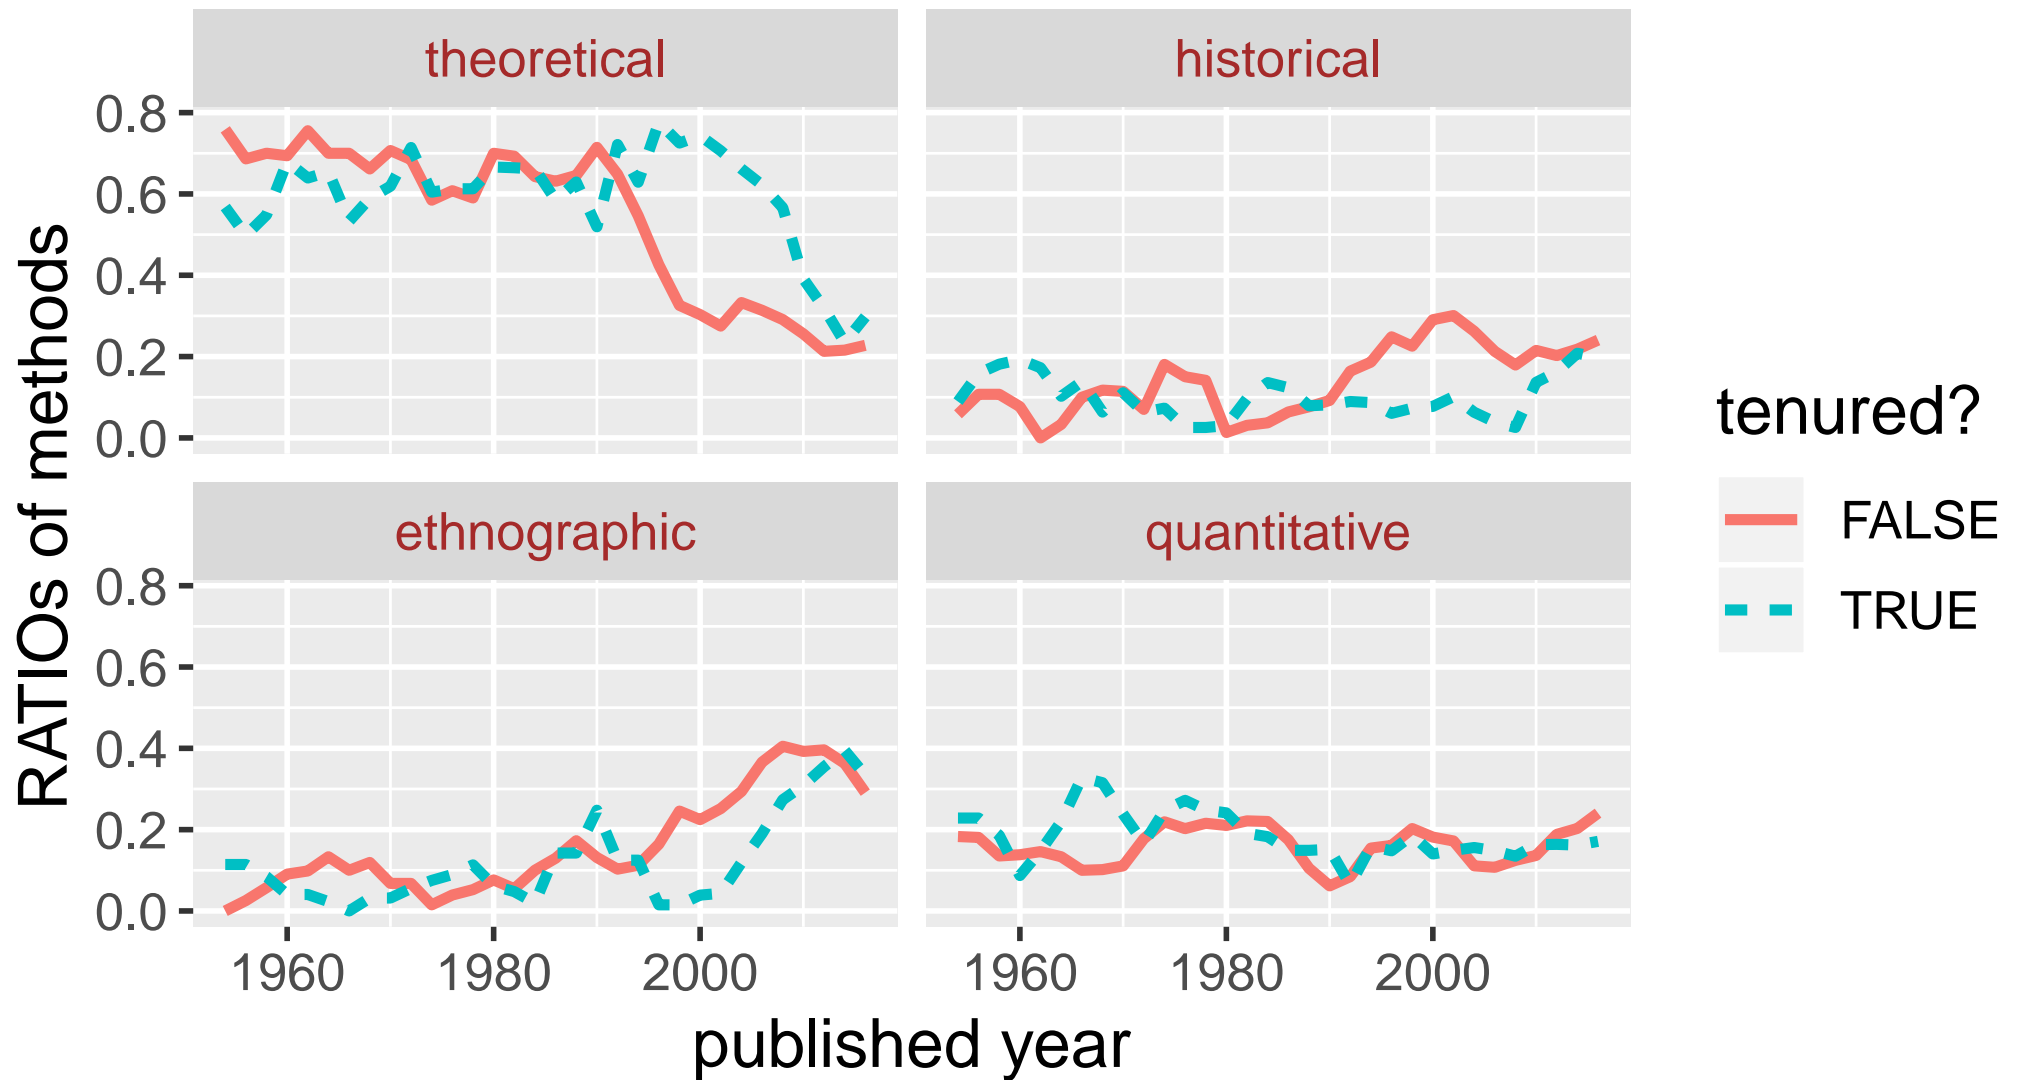 theoretical
historical
0.8
0.6
0.4
0.2
0.0
ethnographic
quantitative
0.8
0.6
0.4
0.2
0.0
1960
1980
2000
1960
1980
2000
published year
RATIOs of methods
tenured?
FALSE
TRUE